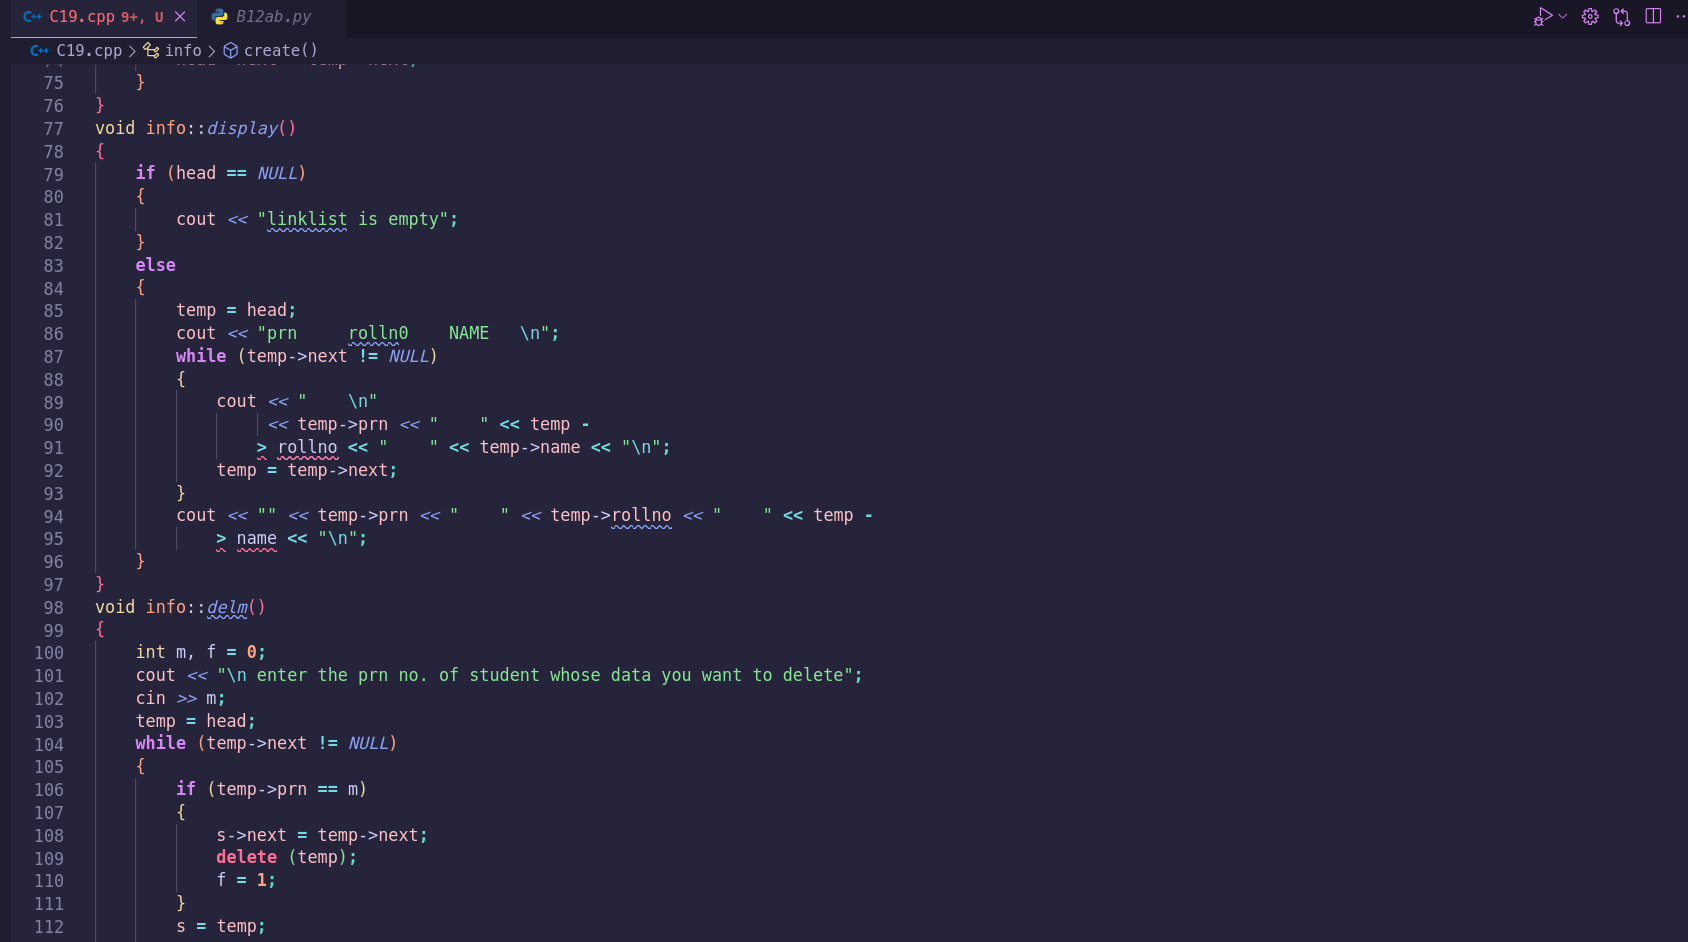 C19.cpp 9+, U
B12ab.py
C19.cpp > info > create()
75 }
76 }
77 void info::display()
78 {
79 if (head == NULL)
80 {
81 cout << "linklist is empty";
82 }
83 else
84 {
85 temp = head;
86 cout << "prn     rolln0    NAME   \n";
87 while (temp->next != NULL)
88 {
89 cout << "    \n"
90 << temp->prn << "    " << temp -
91 > rollno << "    " << temp->name << "\n";
92 temp = temp->next;
93 }
94 cout << "" << temp->prn << "    " << temp->rollno << "    " << temp -
95 > name << "\n";
96 }
97 }
98 void info::delm()
99 {
100 int m, f = 0;
101 cout << "\n enter the prn no. of student whose data you want to delete";
102 cin >> m;
103 temp = head;
104 while (temp->next != NULL)
105 {
106 if (temp->prn == m)
107 {
108 s->next = temp->next;
109 delete (temp);
110 f = 1;
111 }
112 s = temp;